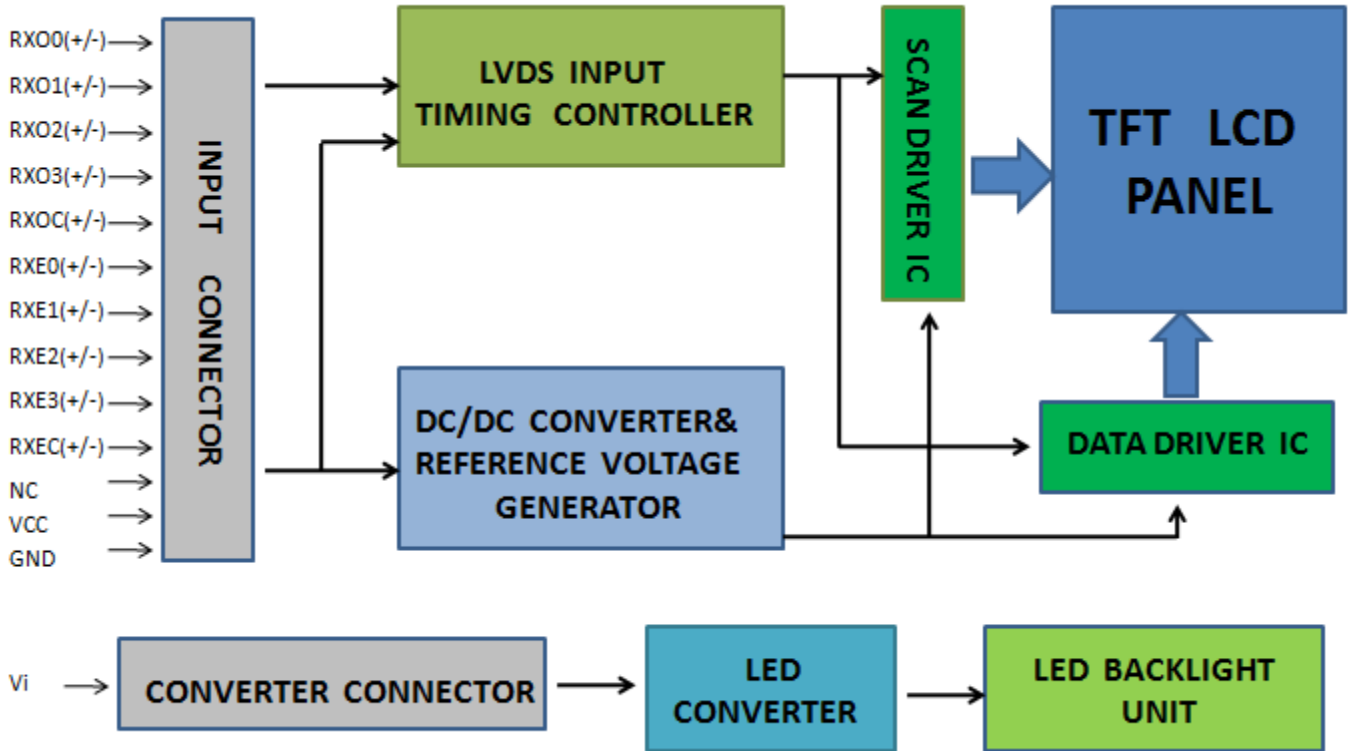 RXO0(+/-)
RXO1(+/-)
RXO2(+/-)
RXO3(+/-)
RXOC(+/-)
RXE0(+/-)
RXE1(+/-)
RXE2(+/-)
RXE3(+/-)
RXEC(+/-)
NC
VCC
GND
INPUT CONNECTOR
LVDS INPUT
TIMING CONTROLLER
DC/DC CONVERTER&
REFERENCE VOLTAGE
GENERATOR
SCAN DRIVER IC
TFT LCD
PANEL
DATA DRIVER IC
Vi
CONVERTER CONNECTOR
LED
CONVERTER
LED BACKLIGHT
UNIT